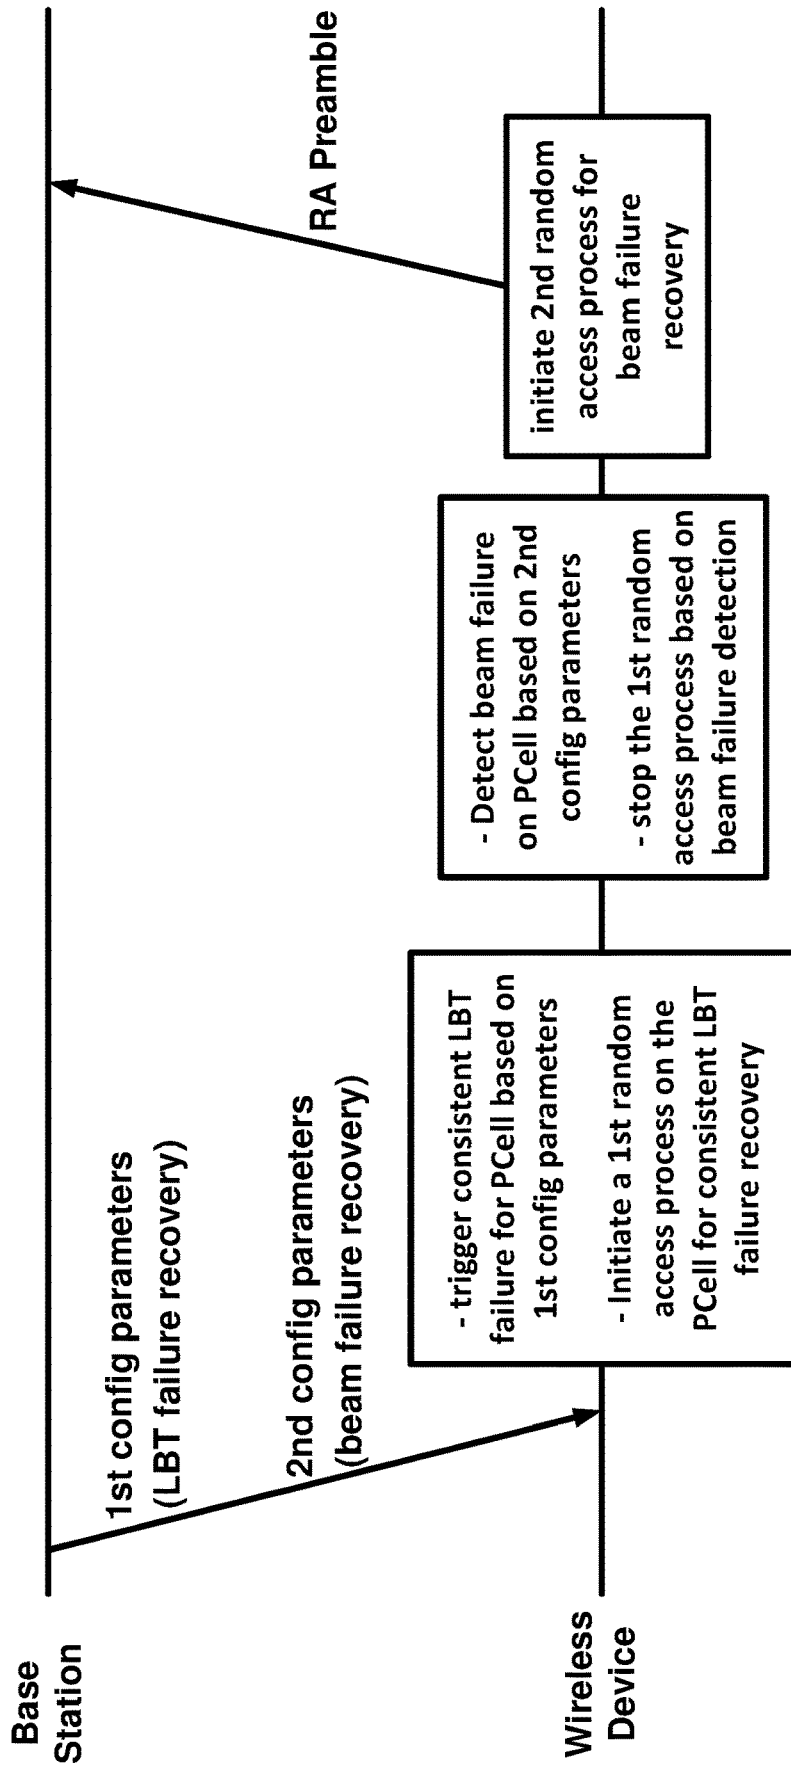 Base
Station
1st config parameters
(LBT failure recovery)
2nd config parameters
(beam failure recovery)
RA Preamble
Wireless
Device
- trigger consistent LBT
failure for PCell based on
1st config parameters
- Initiate a 1st random
access process on the
PCell for consistent LBT
failure recovery
- Detect beam failure
on PCell based on 2nd
config parameters
- stop the 1st random
access process based on
beam failure detection
initiate 2nd random
access process for
beam failure
recovery